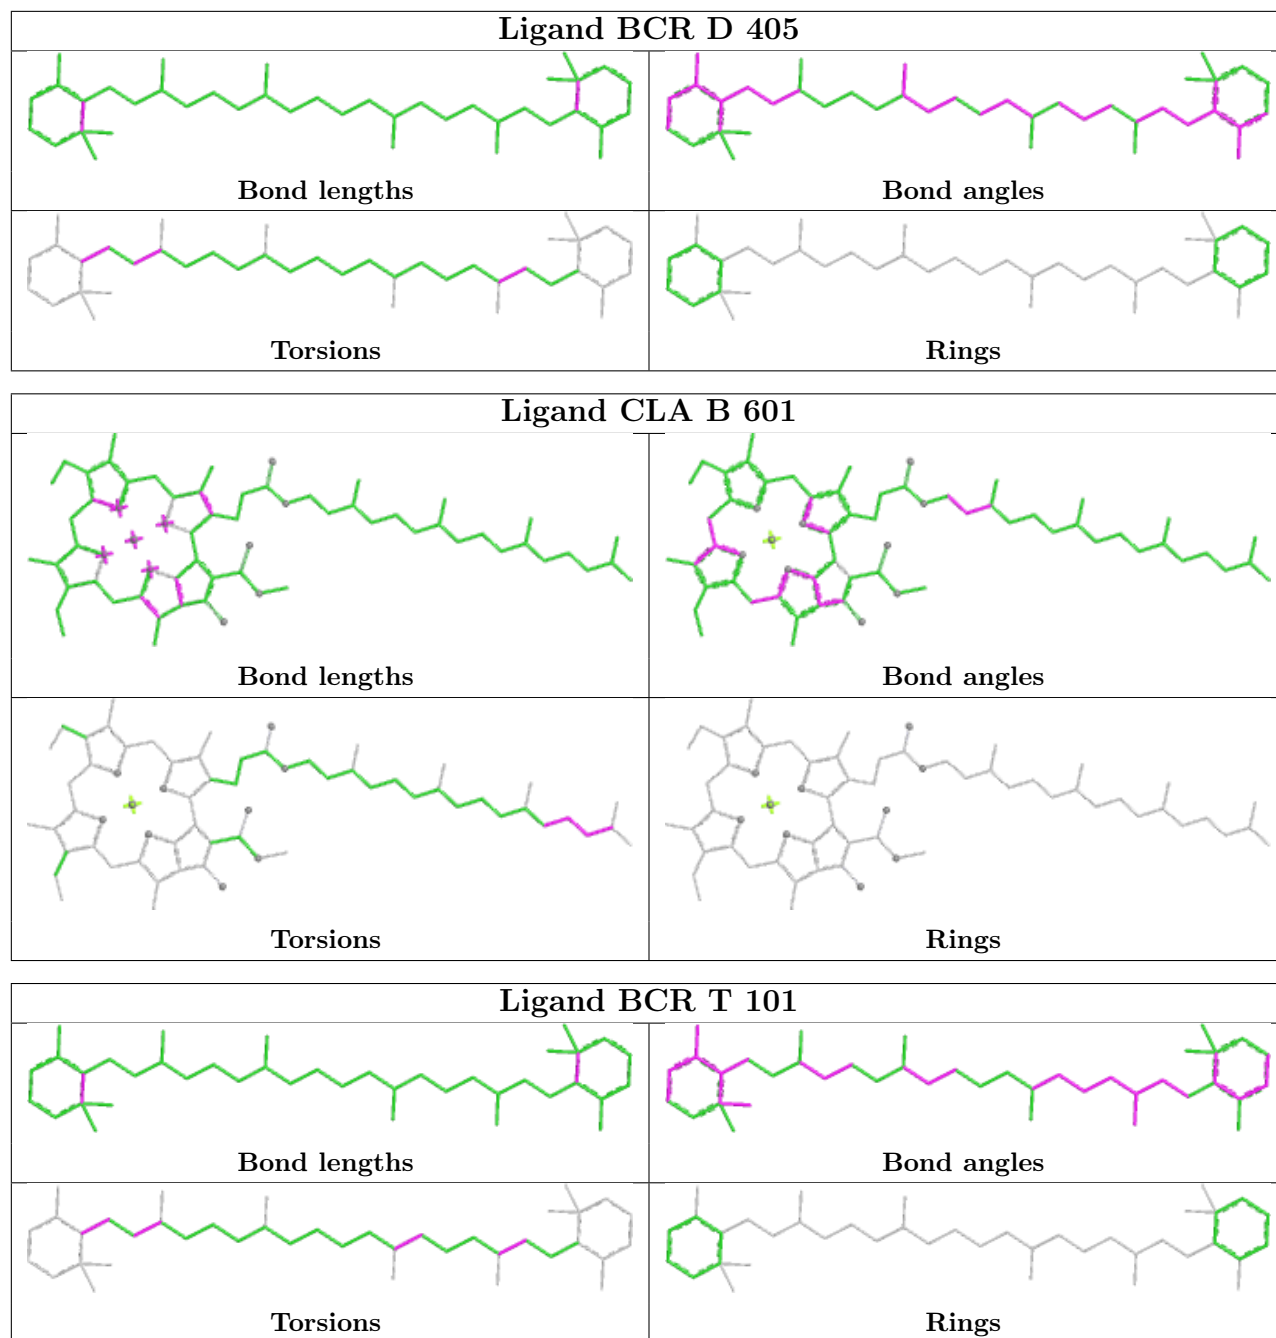 Ligand BCR D 405
Bond lengths
Bond angles
Torsions
Rings
Ligand CLA B 601
Bond lengths
Bond angles
Torsions
Rings
Ligand BCR T 101
Bond lengths
Bond angles
Torsions
Rings